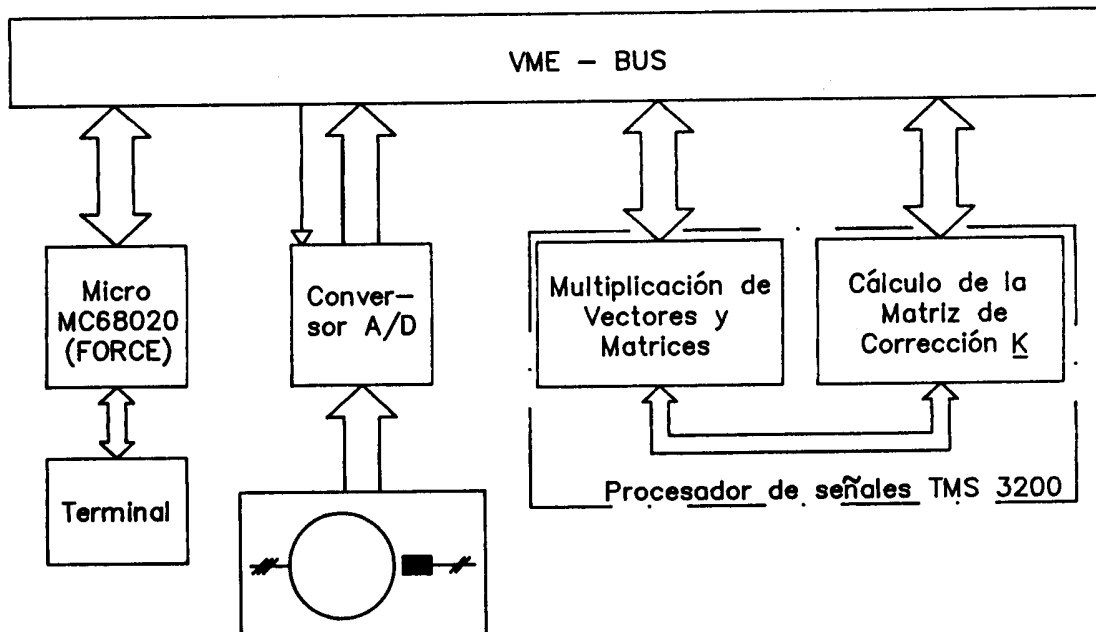 VME - BUS
Micro
MC68020
(FORCE)
Conver-
sor A/D
Multiplicación de
Vectores y
Matrices
Cálculo de la
Matriz de
Corrección K
Terminal
Procesador de señales TMS 3200